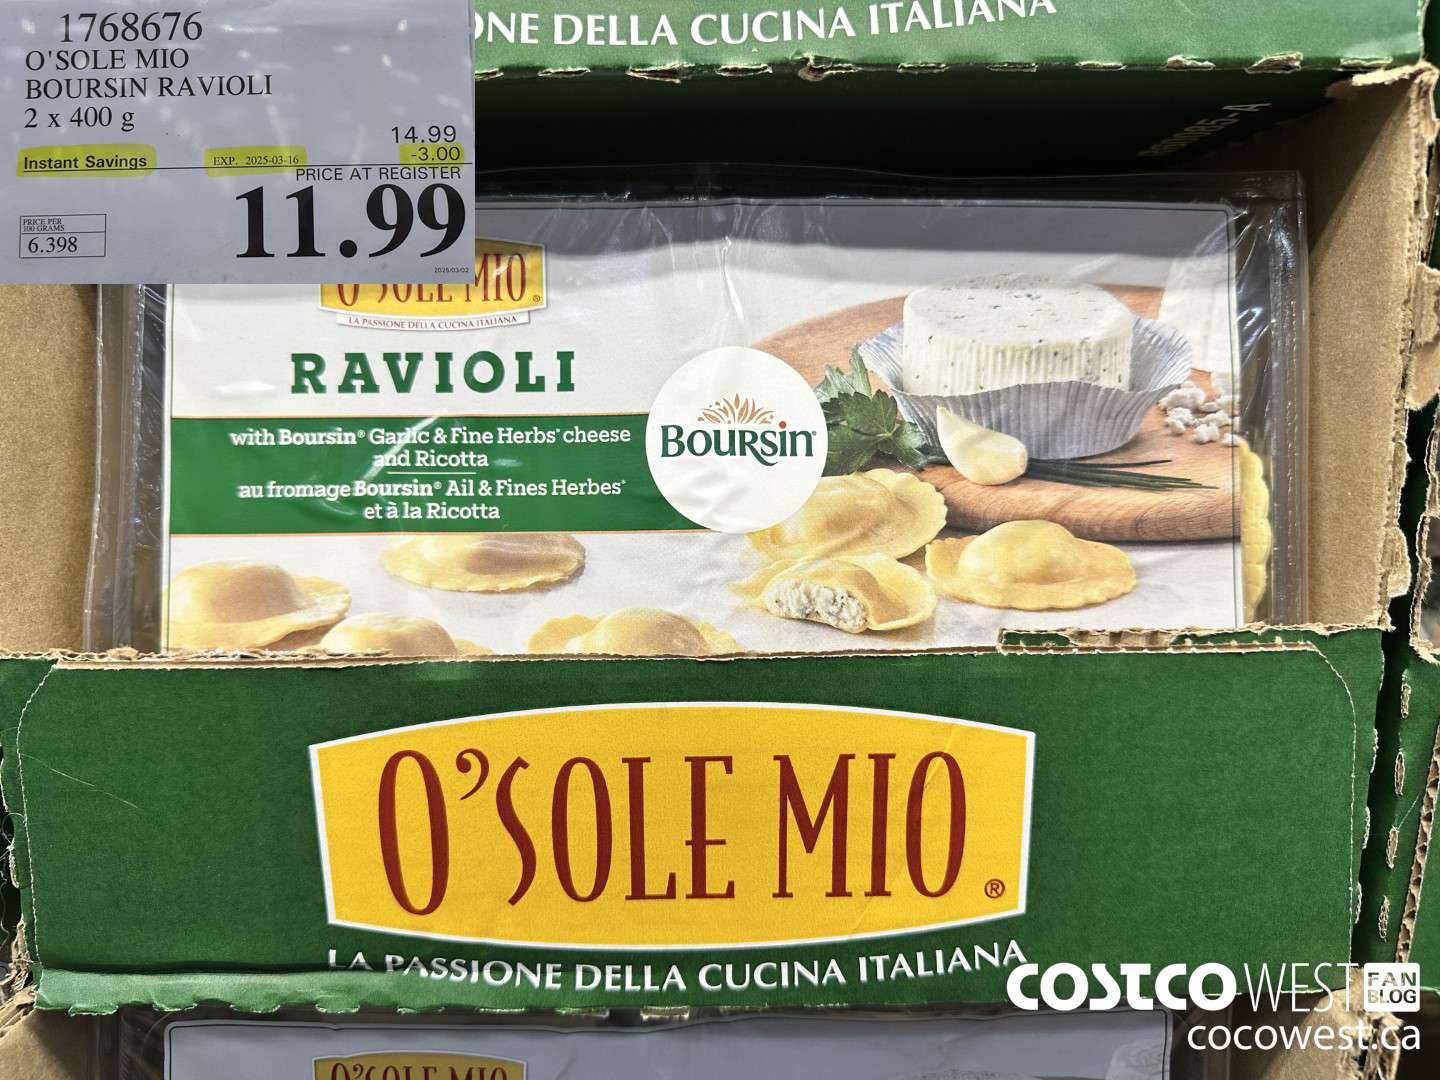 1768676
O'SOLE MIO
BOURSIN RAVIOLI
2 x 400 g
14.99
Instant Savings EXP. 2025-03-16 -3.00
PRICE AT REGISTER
11.99
PRICE PER
100 GRAMS
6.398
2025/03/02
ONE DELLA CUCINA ITALIANA
O'SOLE MIO®
LA PASSIONE DELLA CUCINA ITALIANA
RAVIOLI
with Boursin® Garlic & Fine Herbs* cheese
and Ricotta
au fromage Boursin® Ail & Fines Herbes*
et à la Ricotta
BOURSIN®
O'SOLE MIO®
LA PASSIONE DELLA CUCINA ITALIANA
COSTCO WEST FAN BLOG
cocowest.ca
O'SOLE MIO